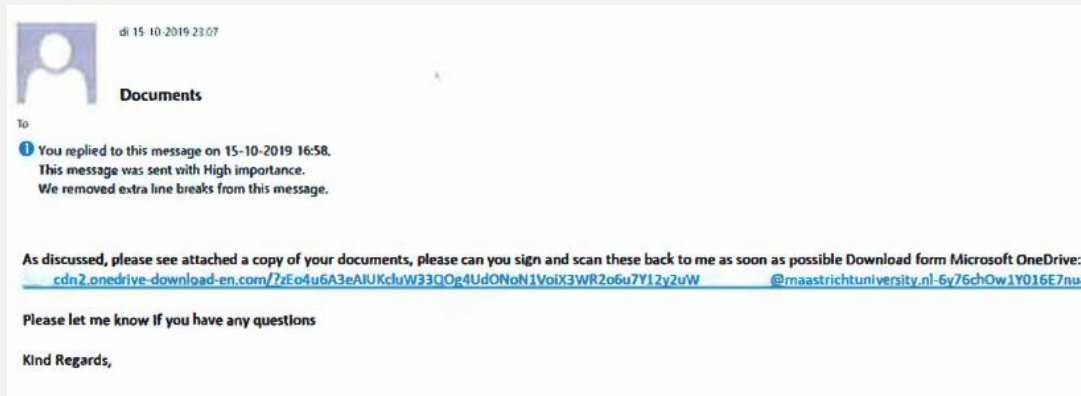 di 15-10-2019 23:07
Documents
To
You replied to this message on 15-10-2019 16:58.
This message was sent with High importance.
We removed extra line breaks from this message.
As discussed, please see attached a copy of your documents, please can you sign and scan these back to me as soon as possible Download form Microsoft OneDrive:
cdn2.onedrive-download-en.com/?zEo4u6A3eAIUKcluW33QOg4UdONoN1VoiX3WR2o6u7Y12y2uW @maastrichtuniversity.nl-6y76chOw1Y016E7nu
Please let me know if you have any questions
Kind Regards,